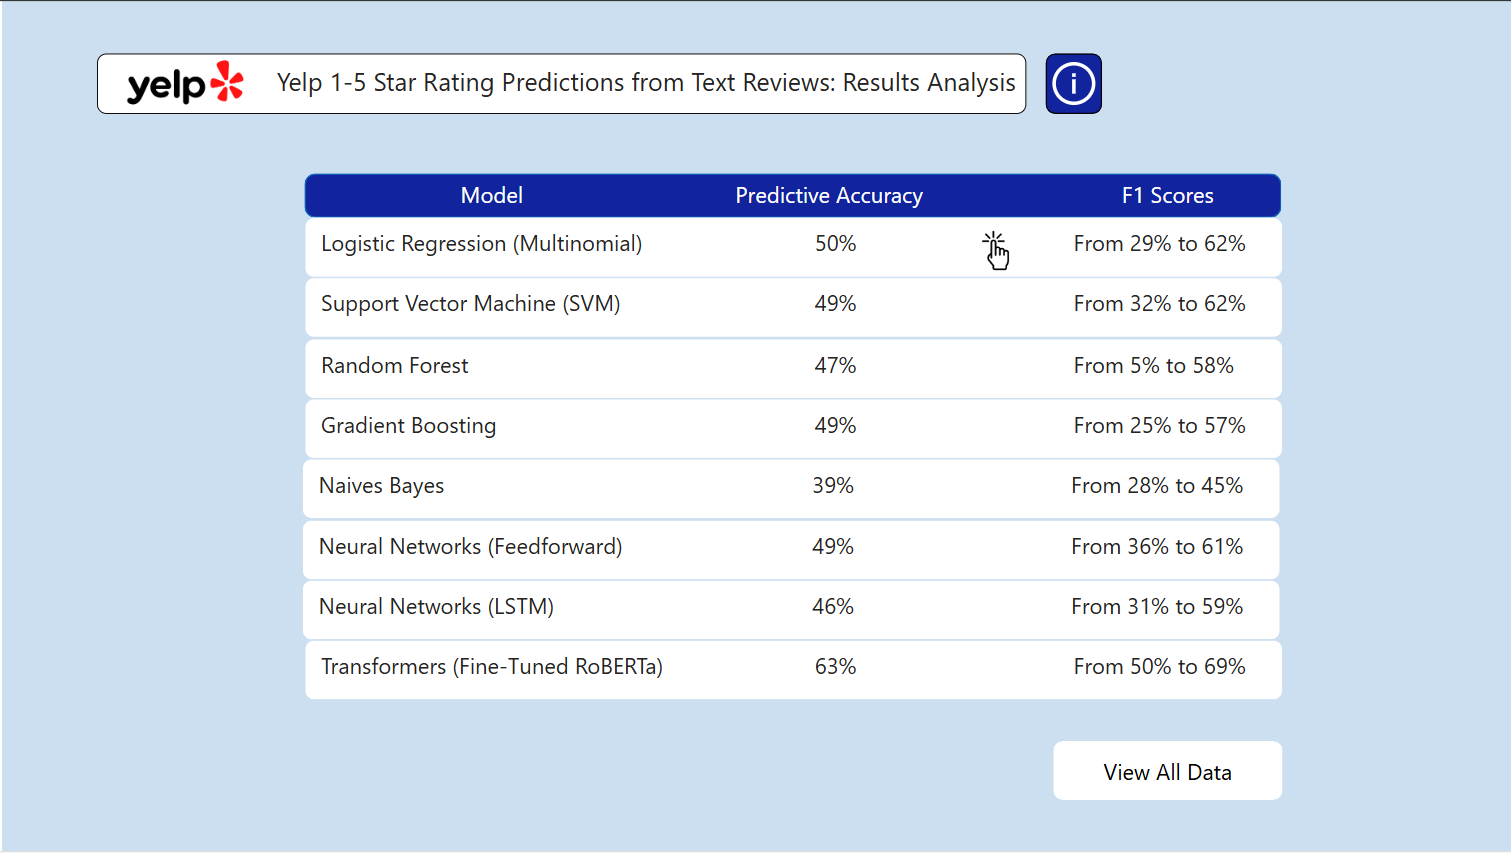 yelp Yelp 1-5 Star Rating Predictions from Text Reviews: Results Analysis i
Model Predictive Accuracy F1 Scores
Logistic Regression (Multinomial) 50% From 29% to 62%
Support Vector Machine (SVM) 49% From 32% to 62%
Random Forest 47% From 5% to 58%
Gradient Boosting 49% From 25% to 57%
Naives Bayes 39% From 28% to 45%
Neural Networks (Feedforward) 49% From 36% to 61%
Neural Networks (LSTM) 46% From 31% to 59%
Transformers (Fine-Tuned RoBERTa) 63% From 50% to 69%
View All Data